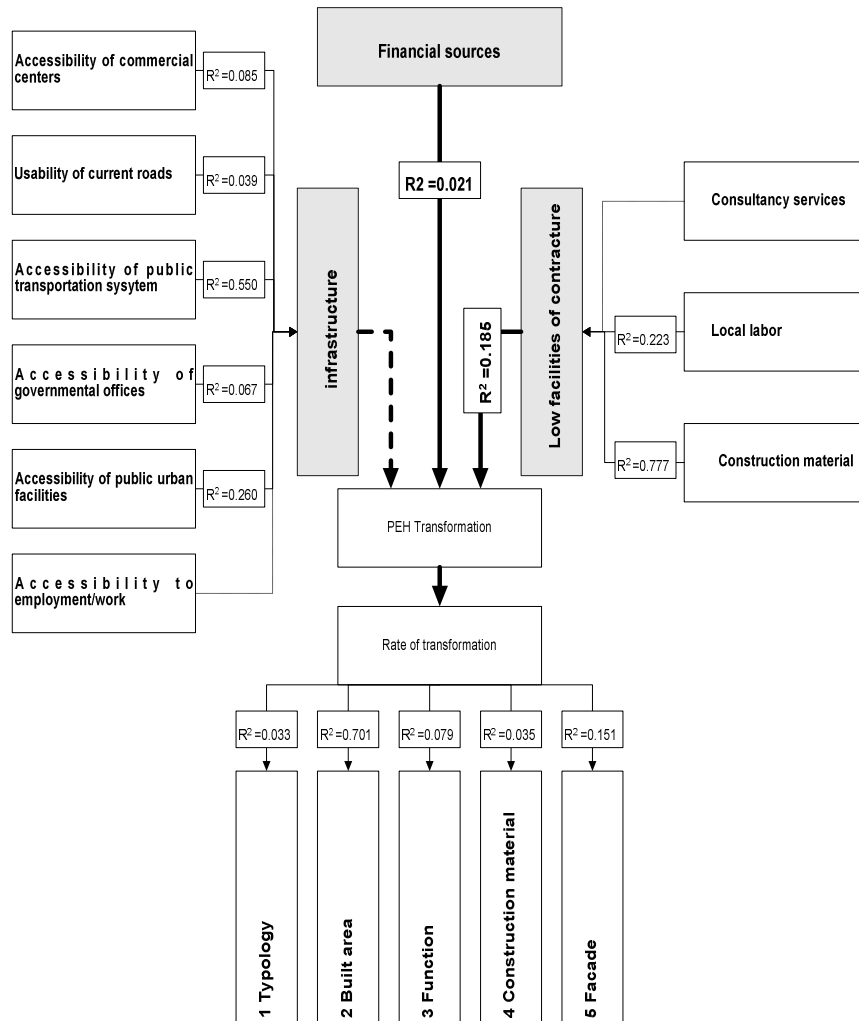 Financial sources
R2 =0.021
Accessibility of commercial
centers
R2 =0.085
Usability of current roads
R2 =0.039
Accessibility of public
transportation sysytem
R2 =0.550
Accessibility of
governmental offices
R2 =0.067
Accessibility of public urban
facilities
R2 =0.260
Accessibility to
employment/work
infrastructure
Low facilities of contracture
R2 =0.185
Consultancy services
Local labor
R2 =0.223
Construction material
R2 =0.777
PEH Transformation
Rate of transformation
R2 =0.033
R2 =0.701
R2 =0.079
R2 =0.035
R2 =0.151
1 Typology
2 Built area
3 Function
4 Construction material
5 Facade